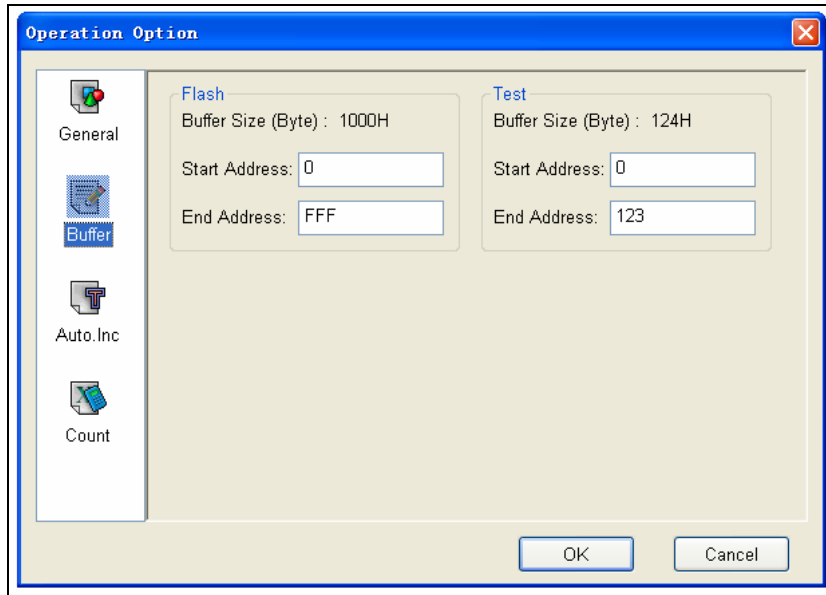 Operation Option
General
Buffer
Auto.Inc
Count
Flash
Buffer Size (Byte) : 1000H
Start Address: 0
End Address: FFF
Test
Buffer Size (Byte) : 124H
Start Address: 0
End Address: 123
OK
Cancel